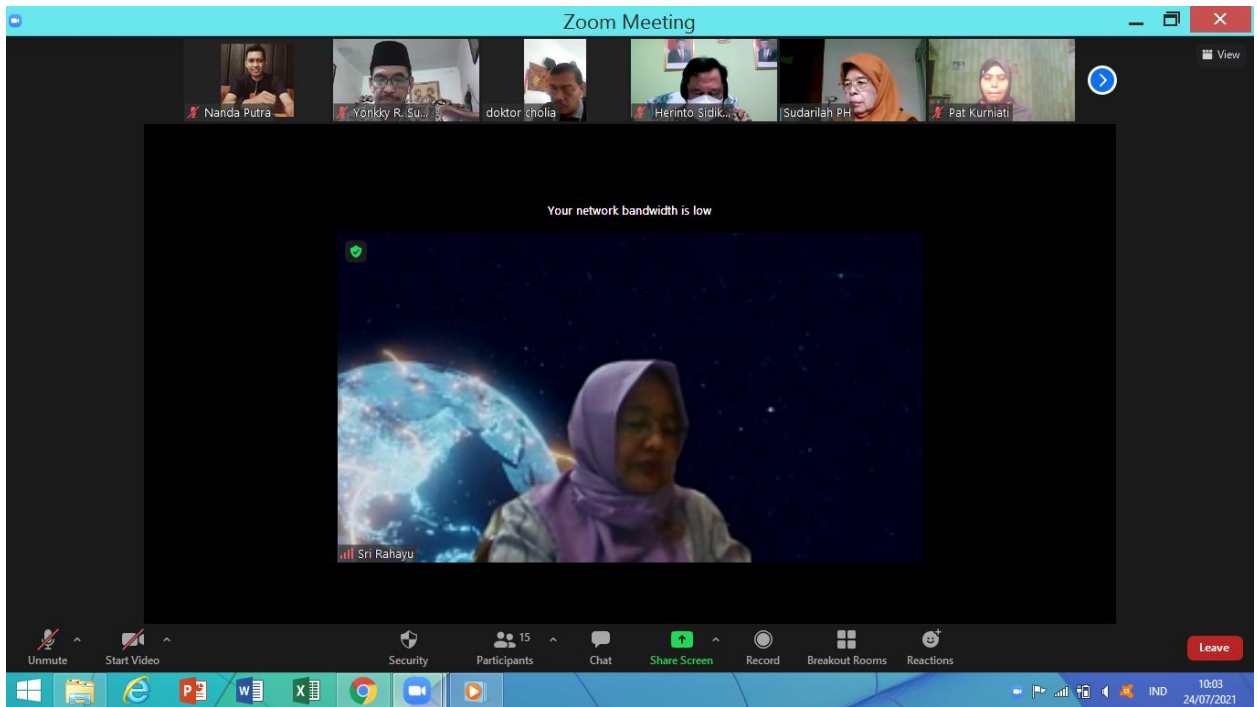 Zoom Meeting
View
Nanda Putra
Yonkky R. Su...
doktor cholia
Herinto Sidik...
Sudarilah PH
Pat Kurniati
Your network bandwidth is low
Sri Rahayu
Unmute
Start Video
Security
15
Participants
Chat
Share Screen
Record
Breakout Rooms
Reactions
Leave
IND
10:03
24/07/2021